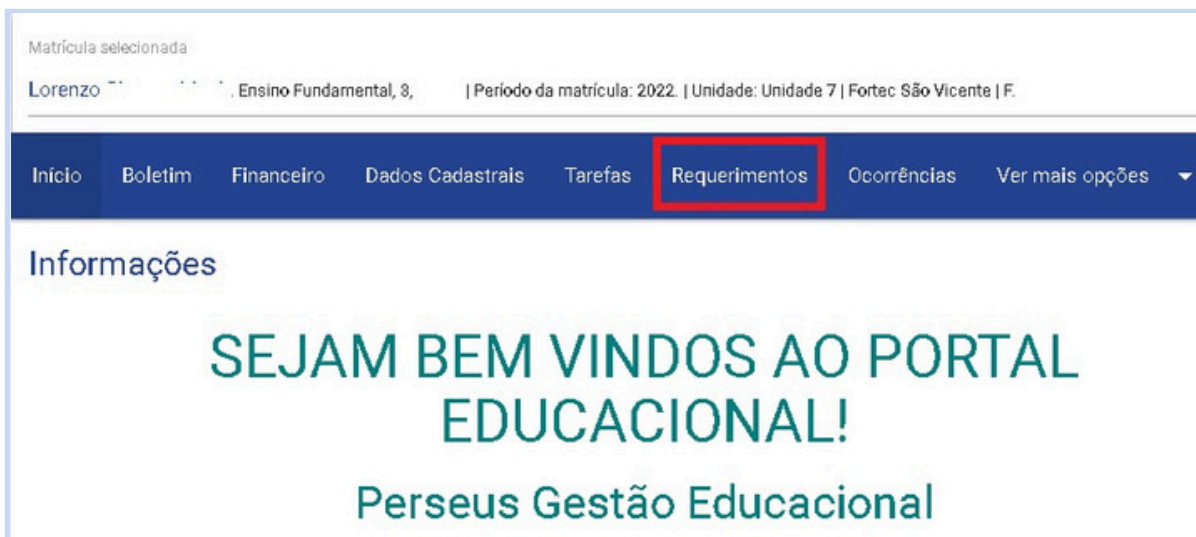 Matrícula selecionada
Lorenzo . Ensino Fundamental, 3, | Período da matrícula: 2022. | Unidade: Unidade 7 | Fortec São Vicente | F.
Início Boletim Financeiro Dados Cadastrais Tarefas Requerimentos Ocorrências Ver mais opções
Informações
SEJAM BEM VINDOS AO PORTAL
EDUCACIONAL!
Perseus Gestão Educacional